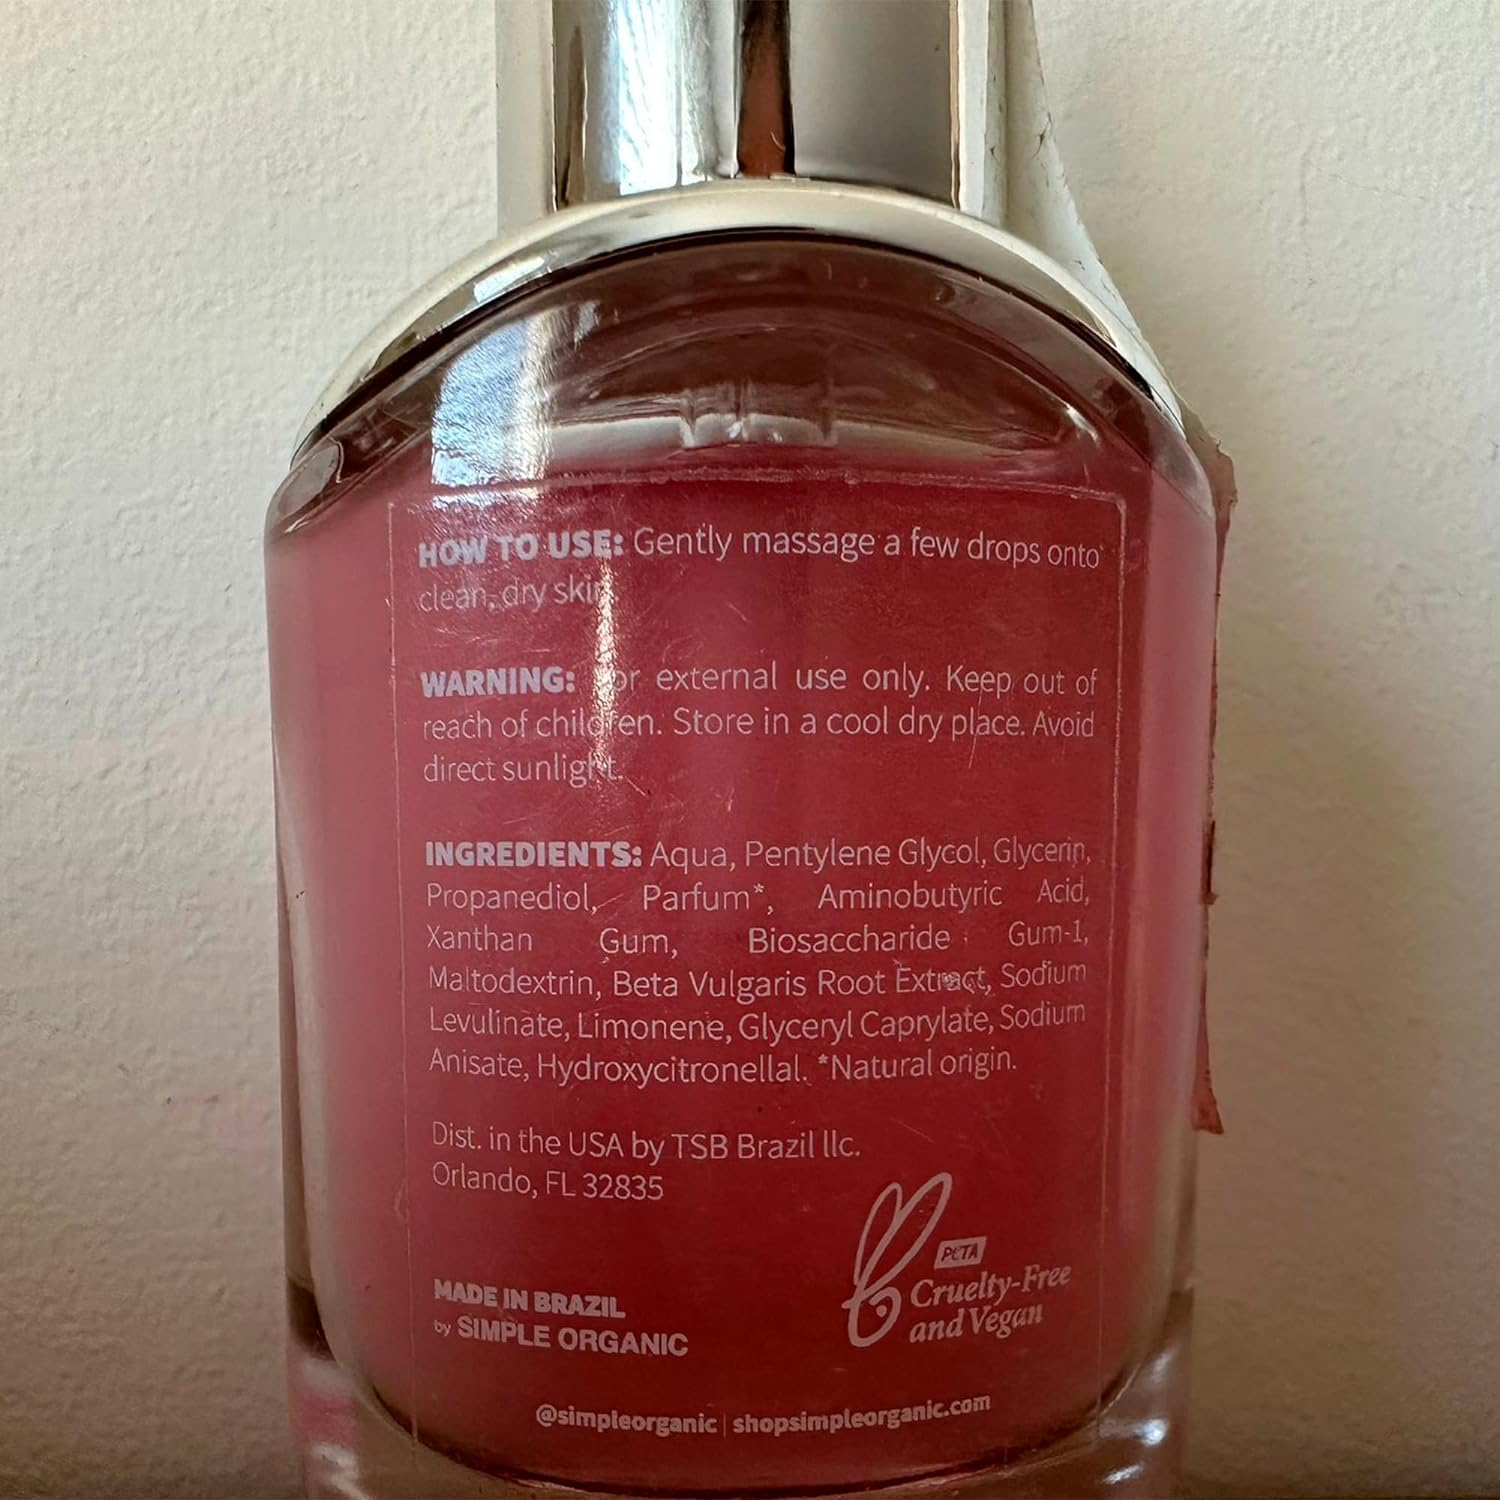 HOW TO USE: Gently massage a few drops onto
clean, dry skin
WARNING: For external use only. Keep out of
reach of children. Store in a cool dry place. Avoid
direct sunlight.
INGREDIENTS: Aqua, Pentylene Glycol, Glycerin,
Propanediol, Parfum*, Aminobutyric Acid,
Xanthan Gum, Biosaccharide Gum-1,
Maltodextrin, Beta Vulgaris Root Extract, Sodium
Levulinate, Limonene, Glyceryl Caprylate, Sodium
Anisate, Hydroxycitronellal. *Natural origin.
Dist. in the USA by TSB Brazil llc.
Orlando, FL 32835
PETA
Cruelty-Free
and Vegan
MADE IN BRAZIL
by SIMPLE ORGANIC
@simpleorganic | shopsimpleorganic.com